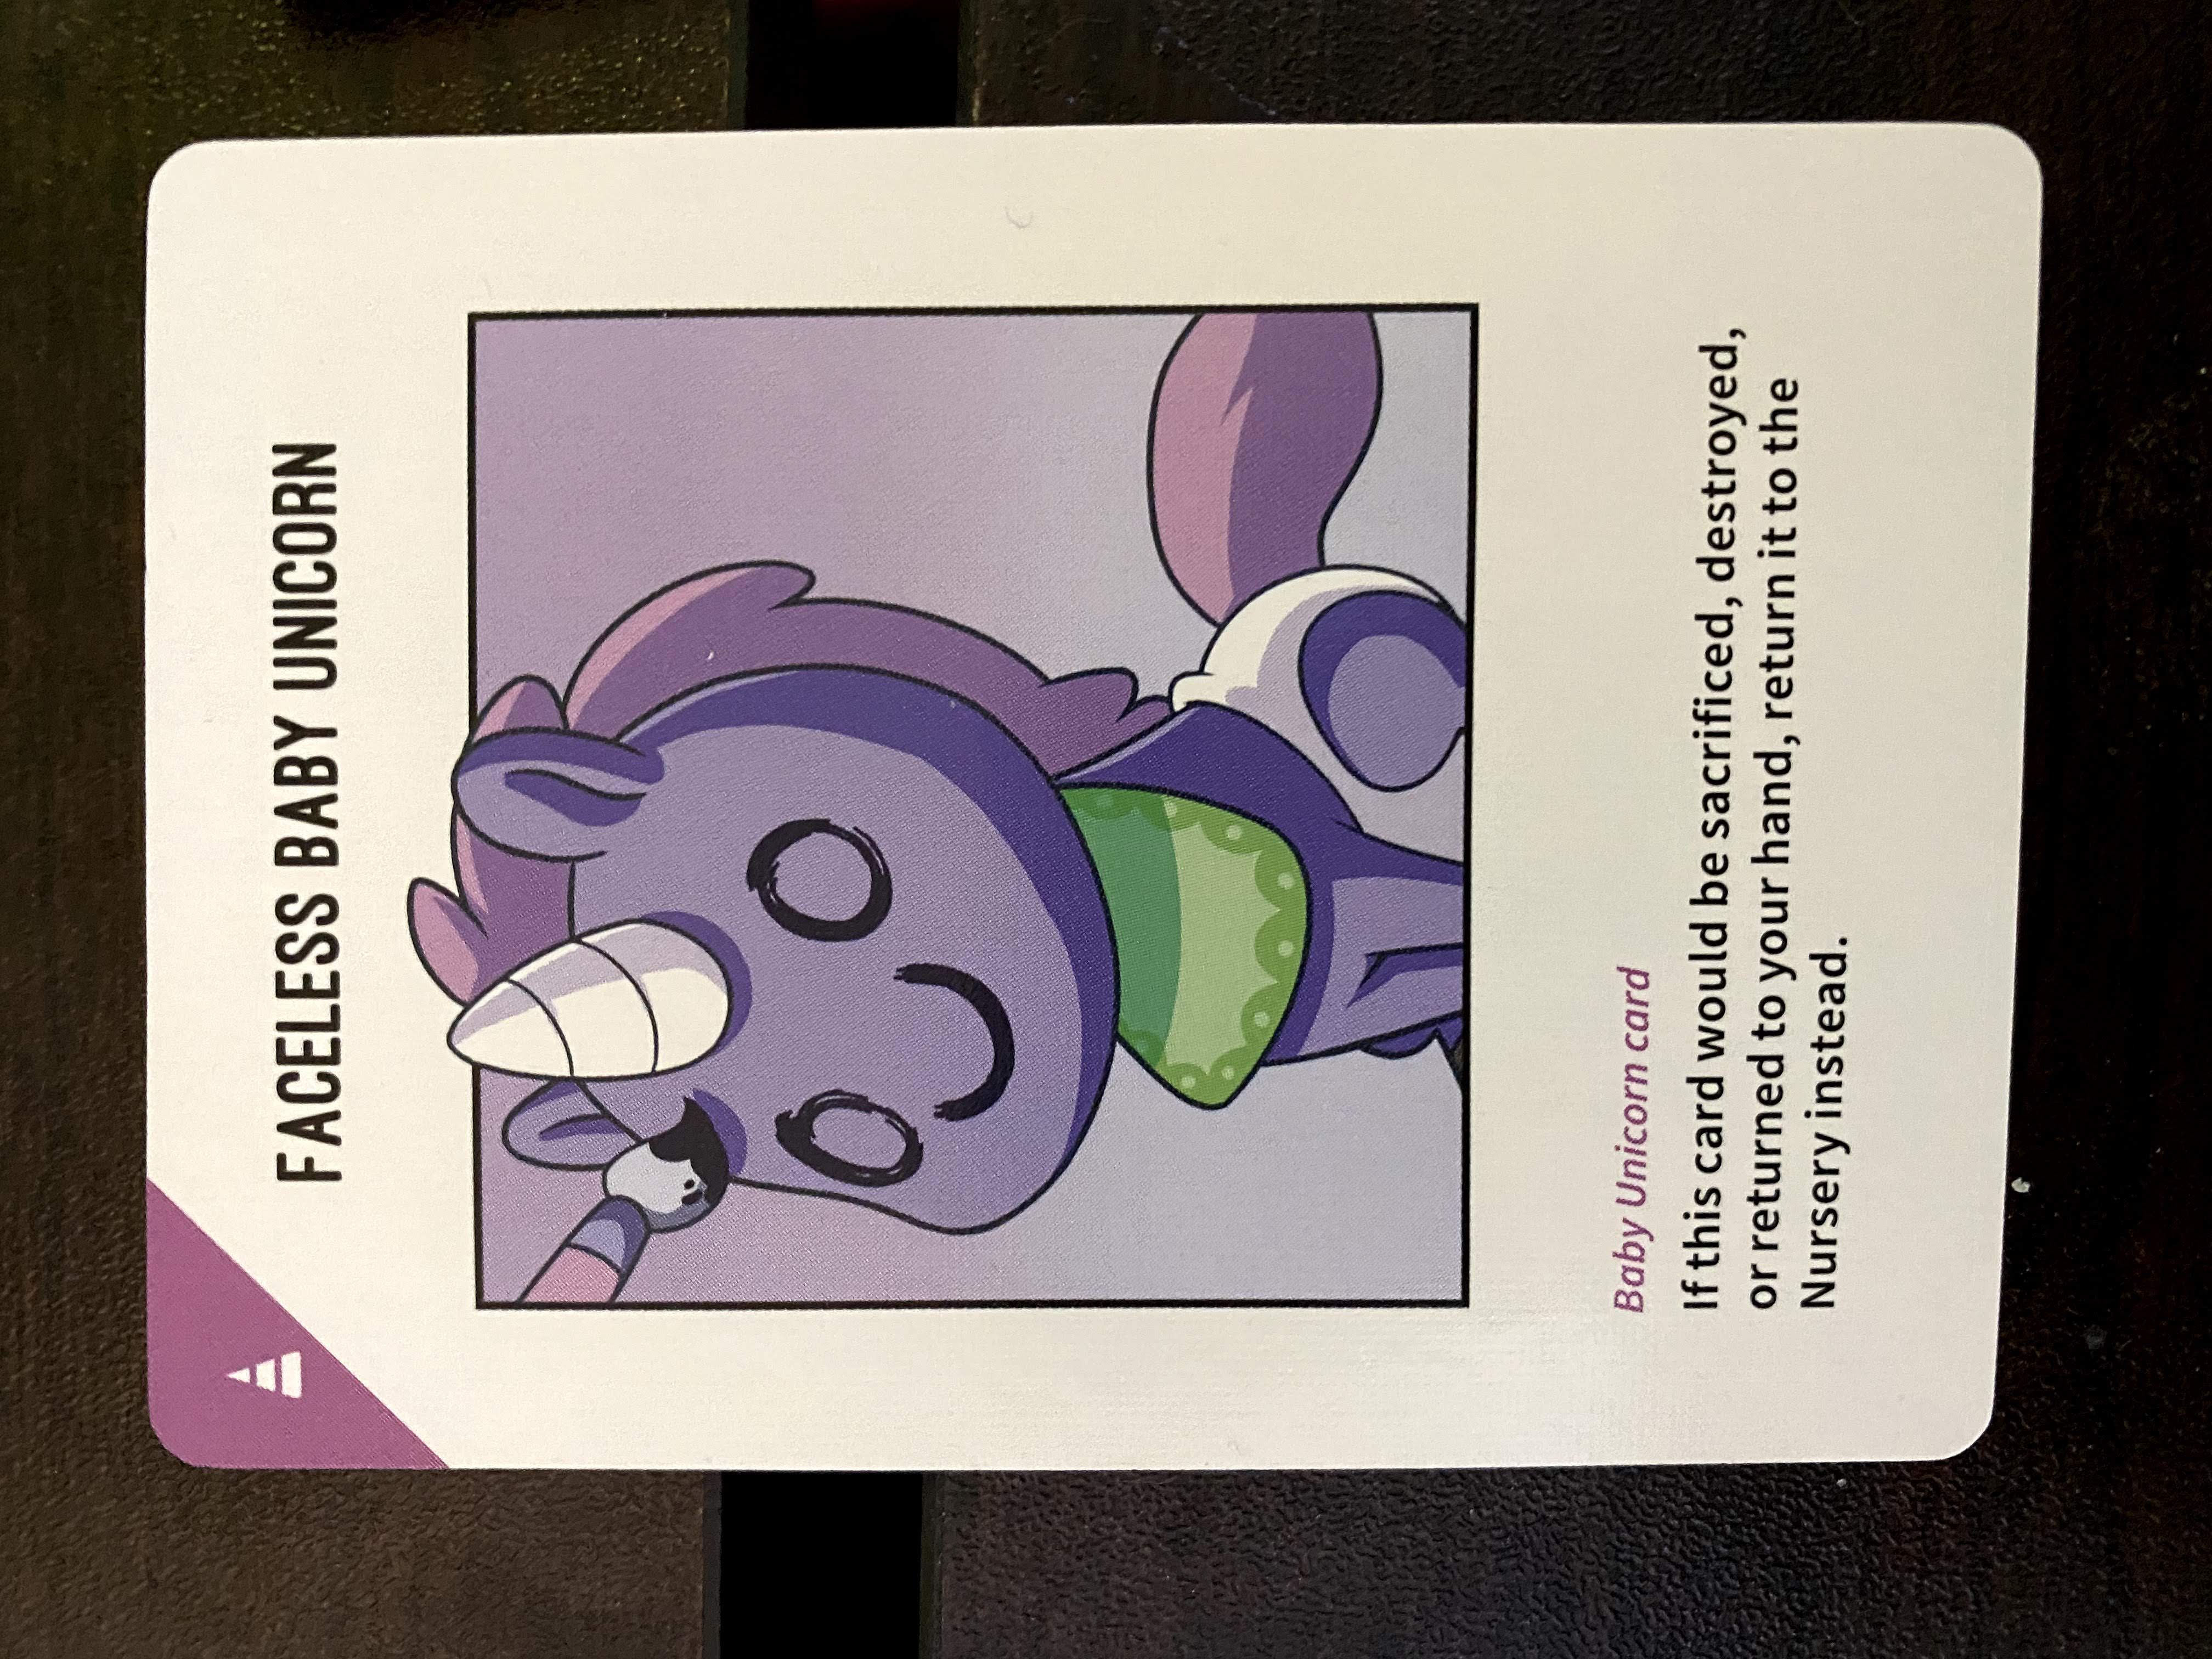 FACELESS BABY UNICORN
Baby Unicorn card
If this card would be sacrificed, destroyed,
or returned to your hand, return it to the
Nursery instead.